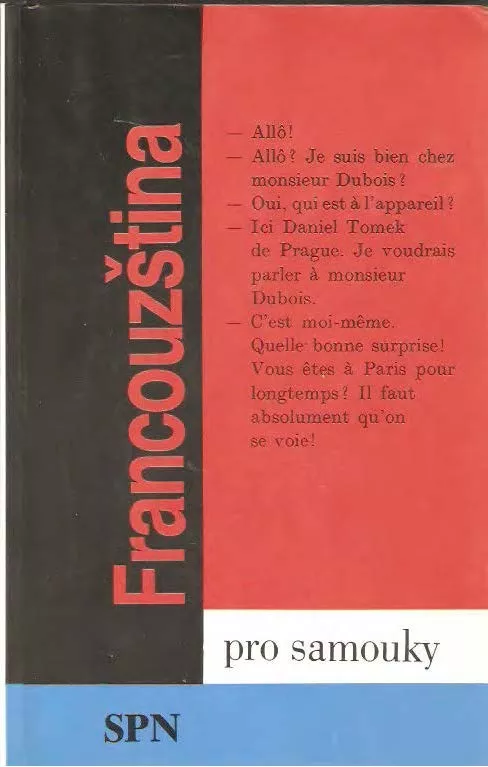 Francouzština
— Allô!
— Allô? Je suis bien chez
monsieur Dubois?
— Oui, qui est à l'appareil?
— Ici Daniel Tomek
de Prague. Je voudrais
parler à monsieur
Dubois.
— C'est moi-même.
Quelle bonne surprise!
Vous êtes à Paris pour
longtemps? Il faut
absolument qu'on
se voie!
pro samouky
SPN